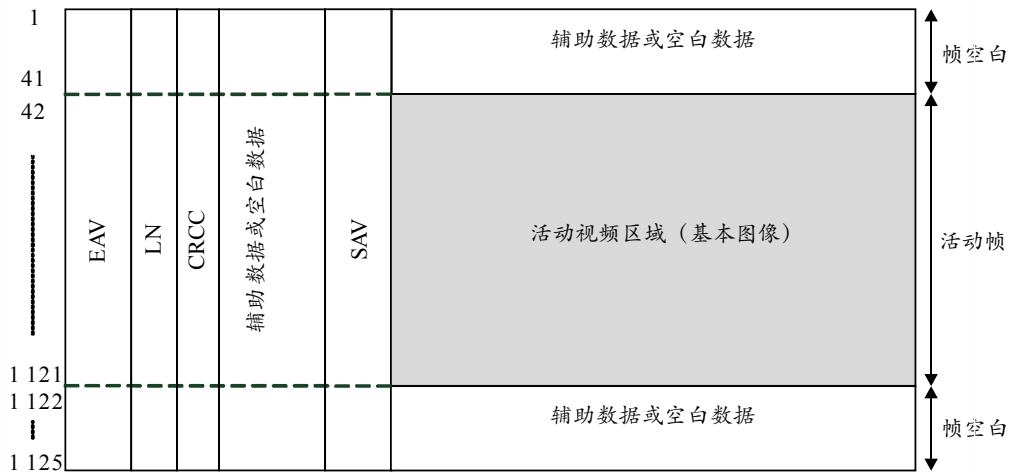 1
辅助数据或空白数据
帧空白
41
42
EAV
LN
CRCC
辅助数据或空白数据
SAV
活动视频区域（基本图像）
活动帧
1 121
1 122
辅助数据或空白数据
帧空白
1 125